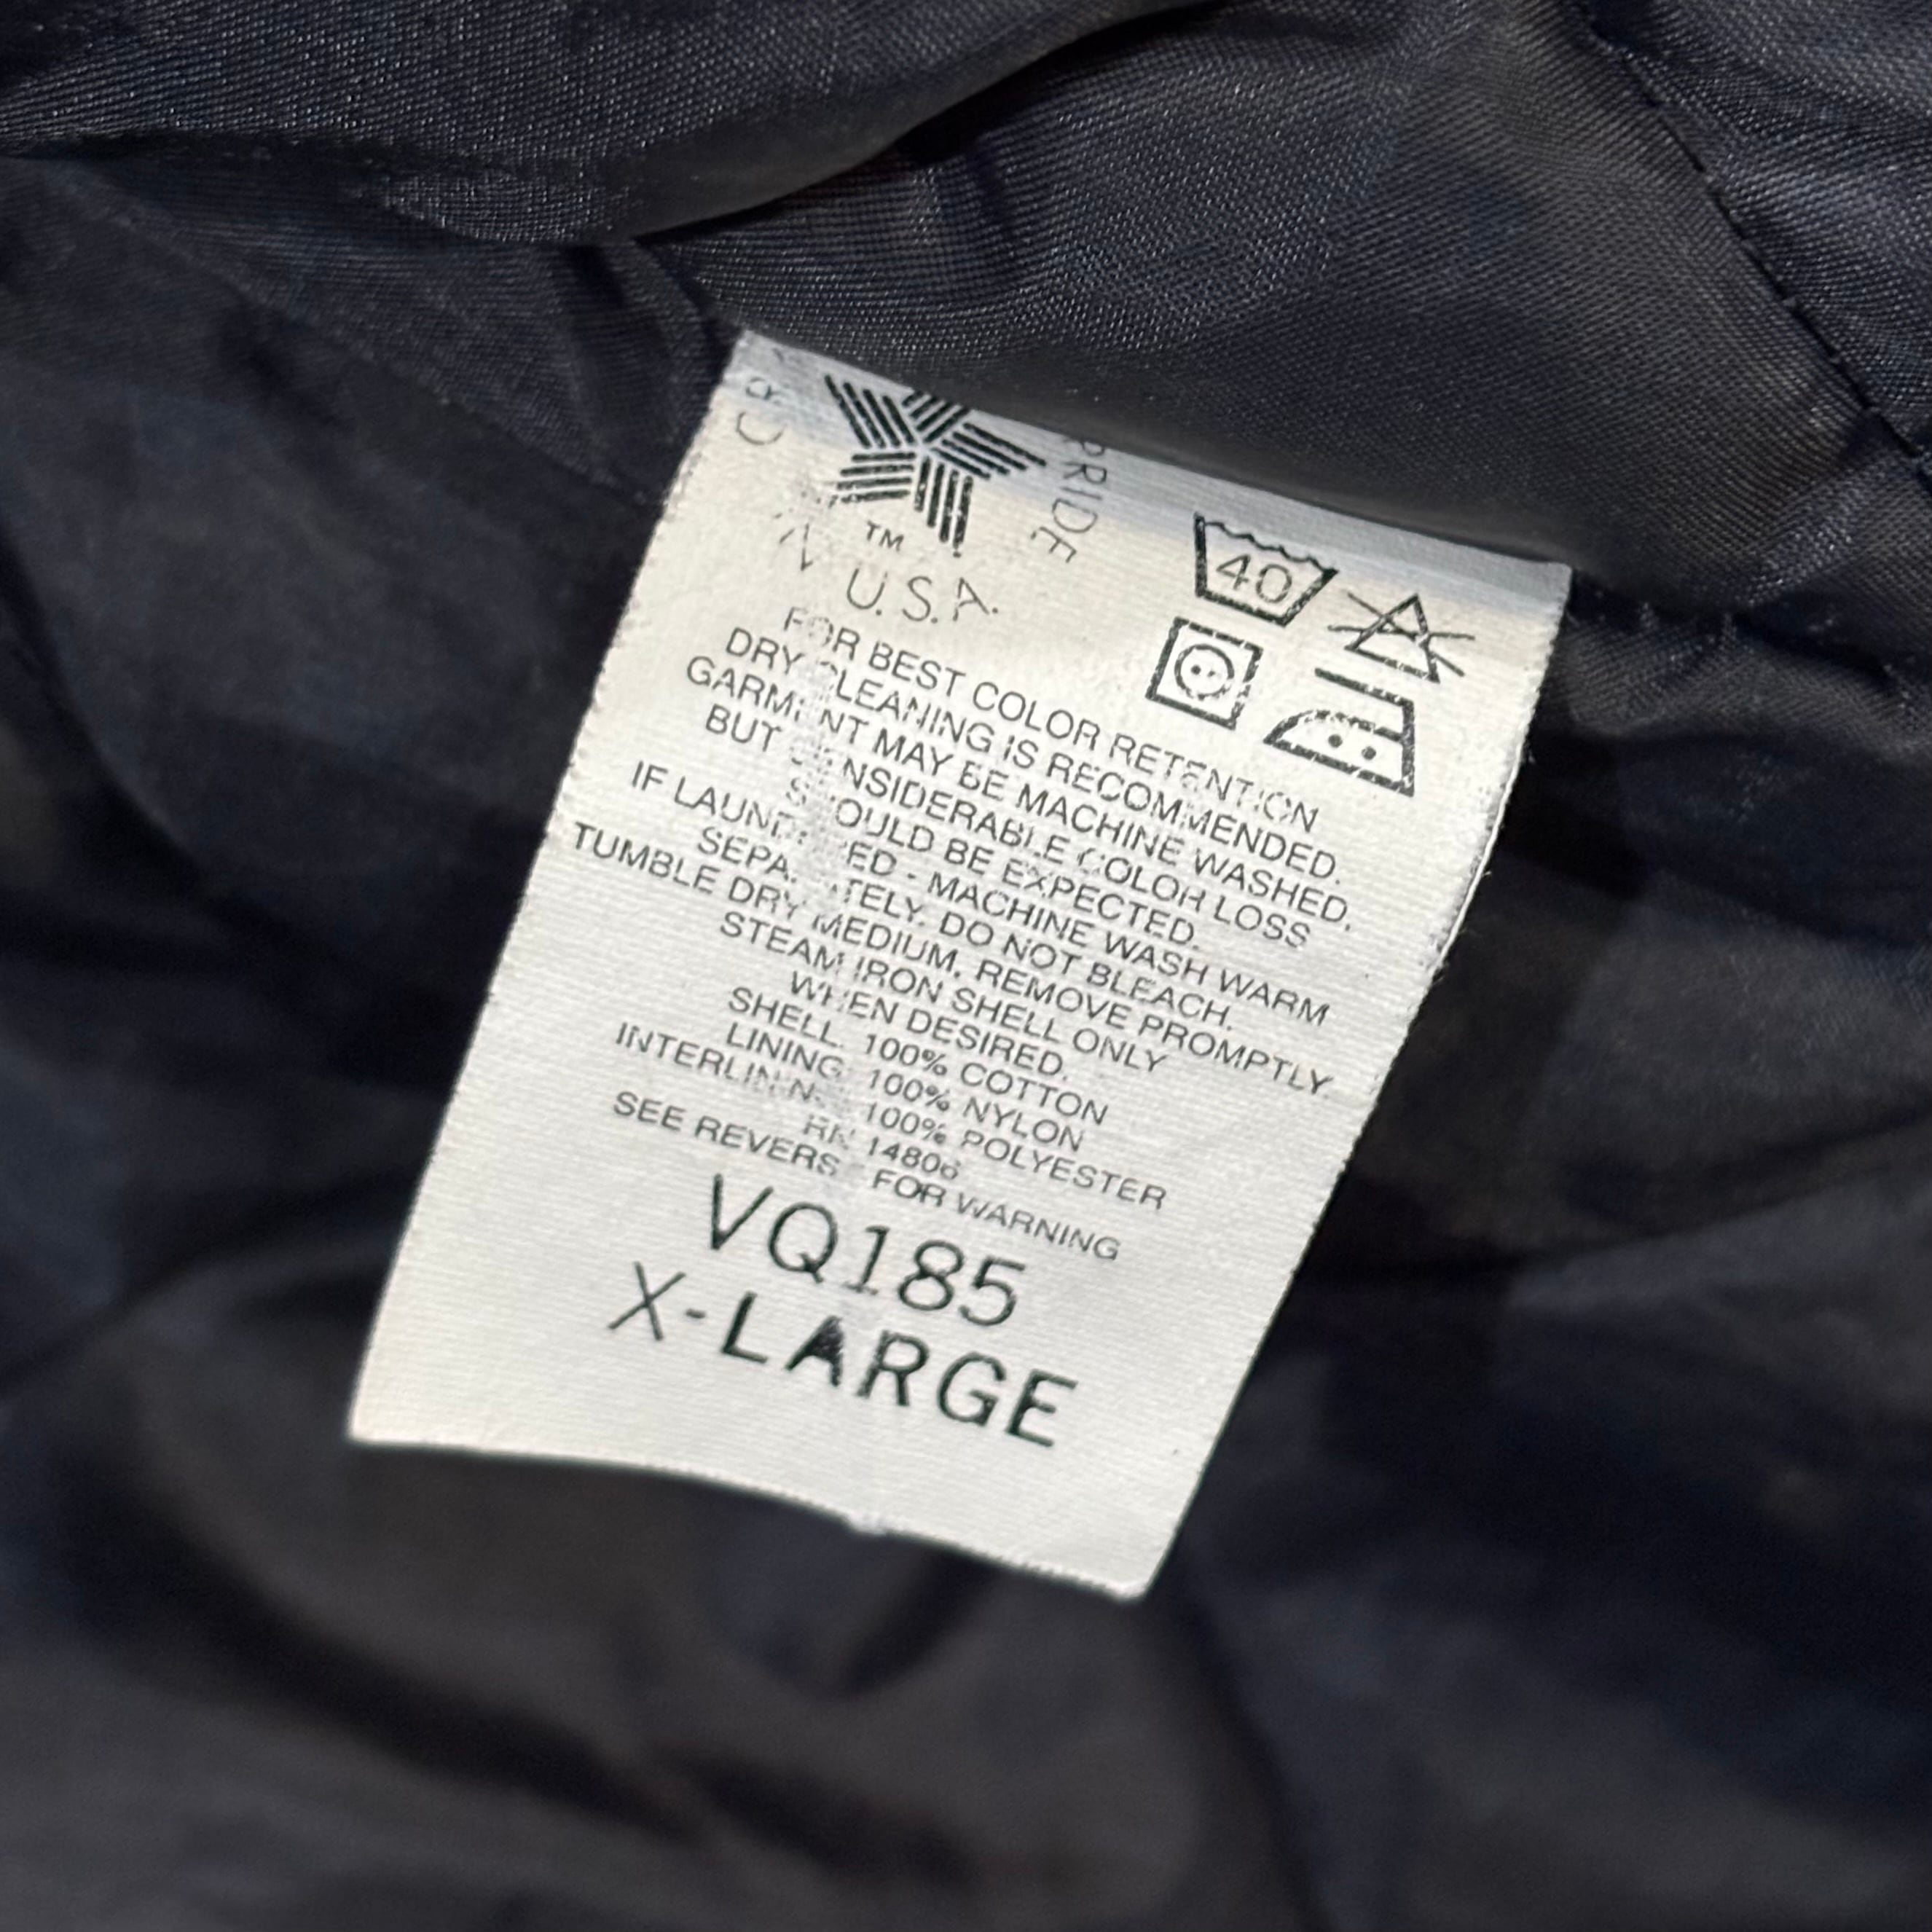 PRIDE
TM
U.S.A.
40
FOR BEST COLOR RETENTION
DRY CLEANING IS RECOMMENDED.
GARMENT MAY BE MACHINE WASHED,
BUT CONSIDERABLE COLOR LOSS
SHOULD BE EXPECTED.
IF LAUNDERED - MACHINE WASH WARM
SEPARATELY. DO NOT BLEACH.
TUMBLE DRY MEDIUM. REMOVE PROMPTLY.
STEAM IRON SHELL ONLY
WHEN DESIRED.
SHELL: 100% COTTON
LINING: 100% NYLON
INTERLINING: 100% POLYESTER
RN 14806
SEE REVERSE FOR WARNING
VQ185
X-LARGE